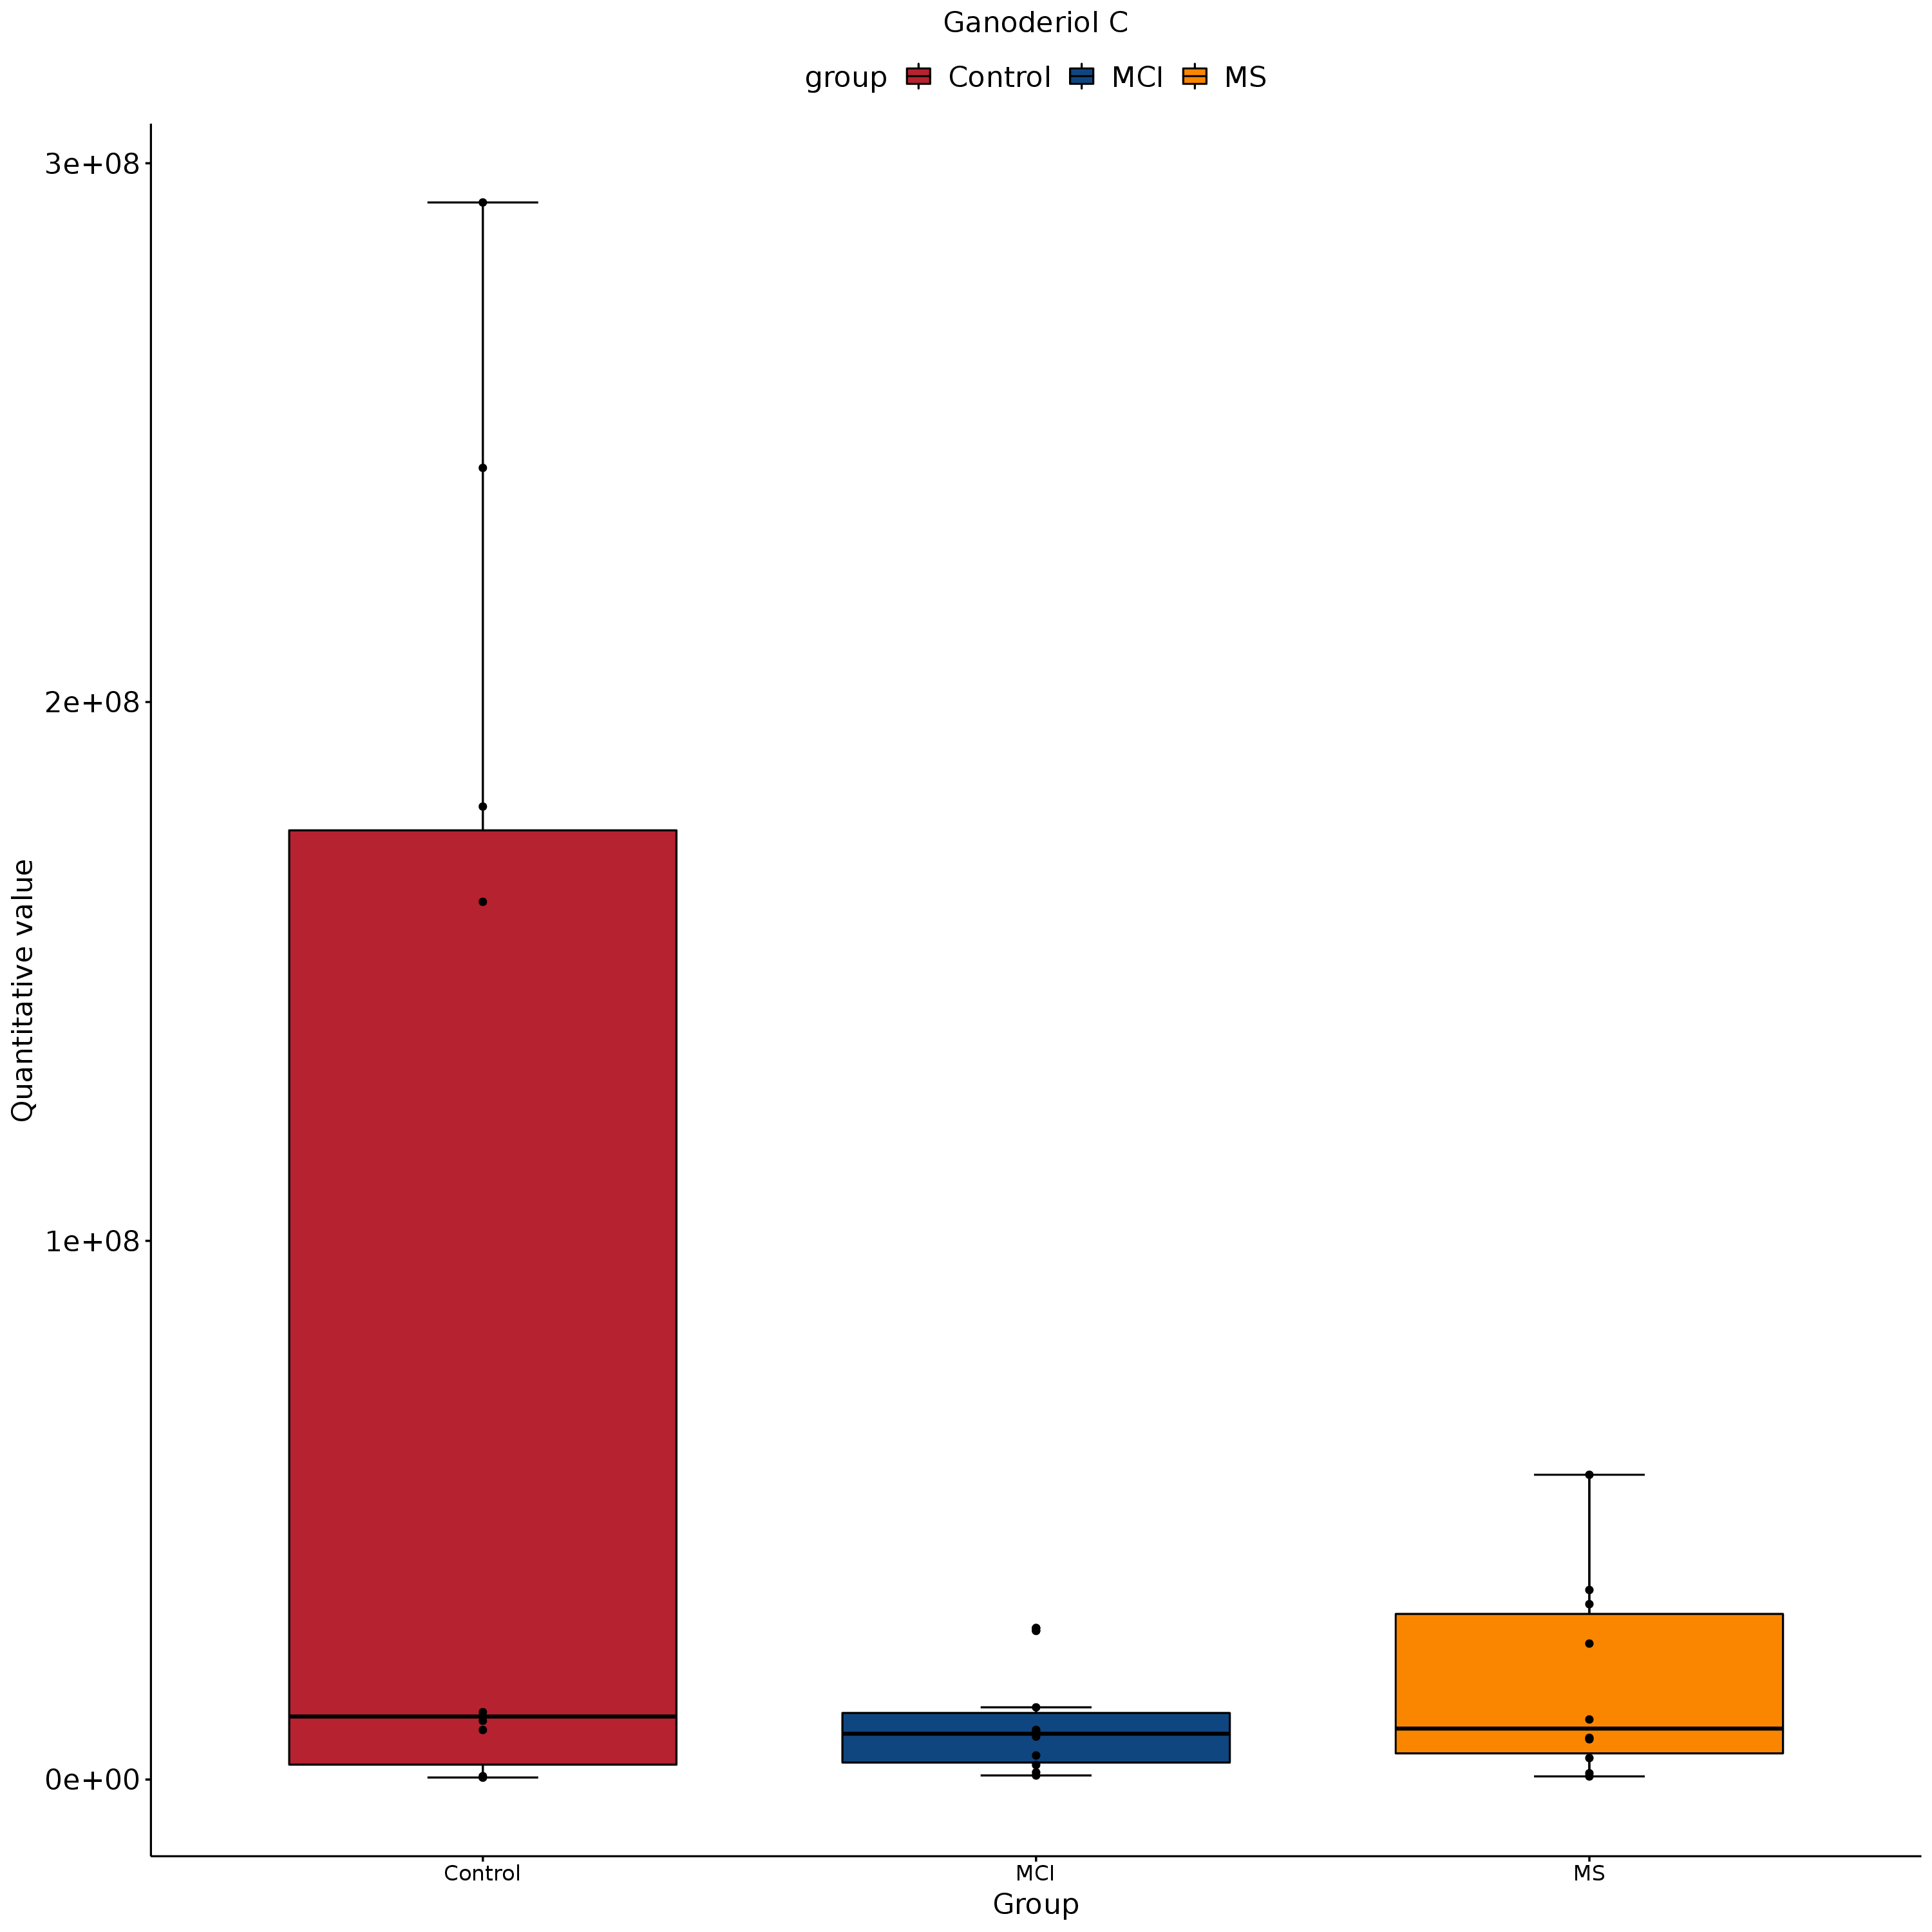 Ganoderiol C
group Control MCI MS
3e+08
2e+08
1e+08
0e+00
Quantitative value
Control MCI MS
Group